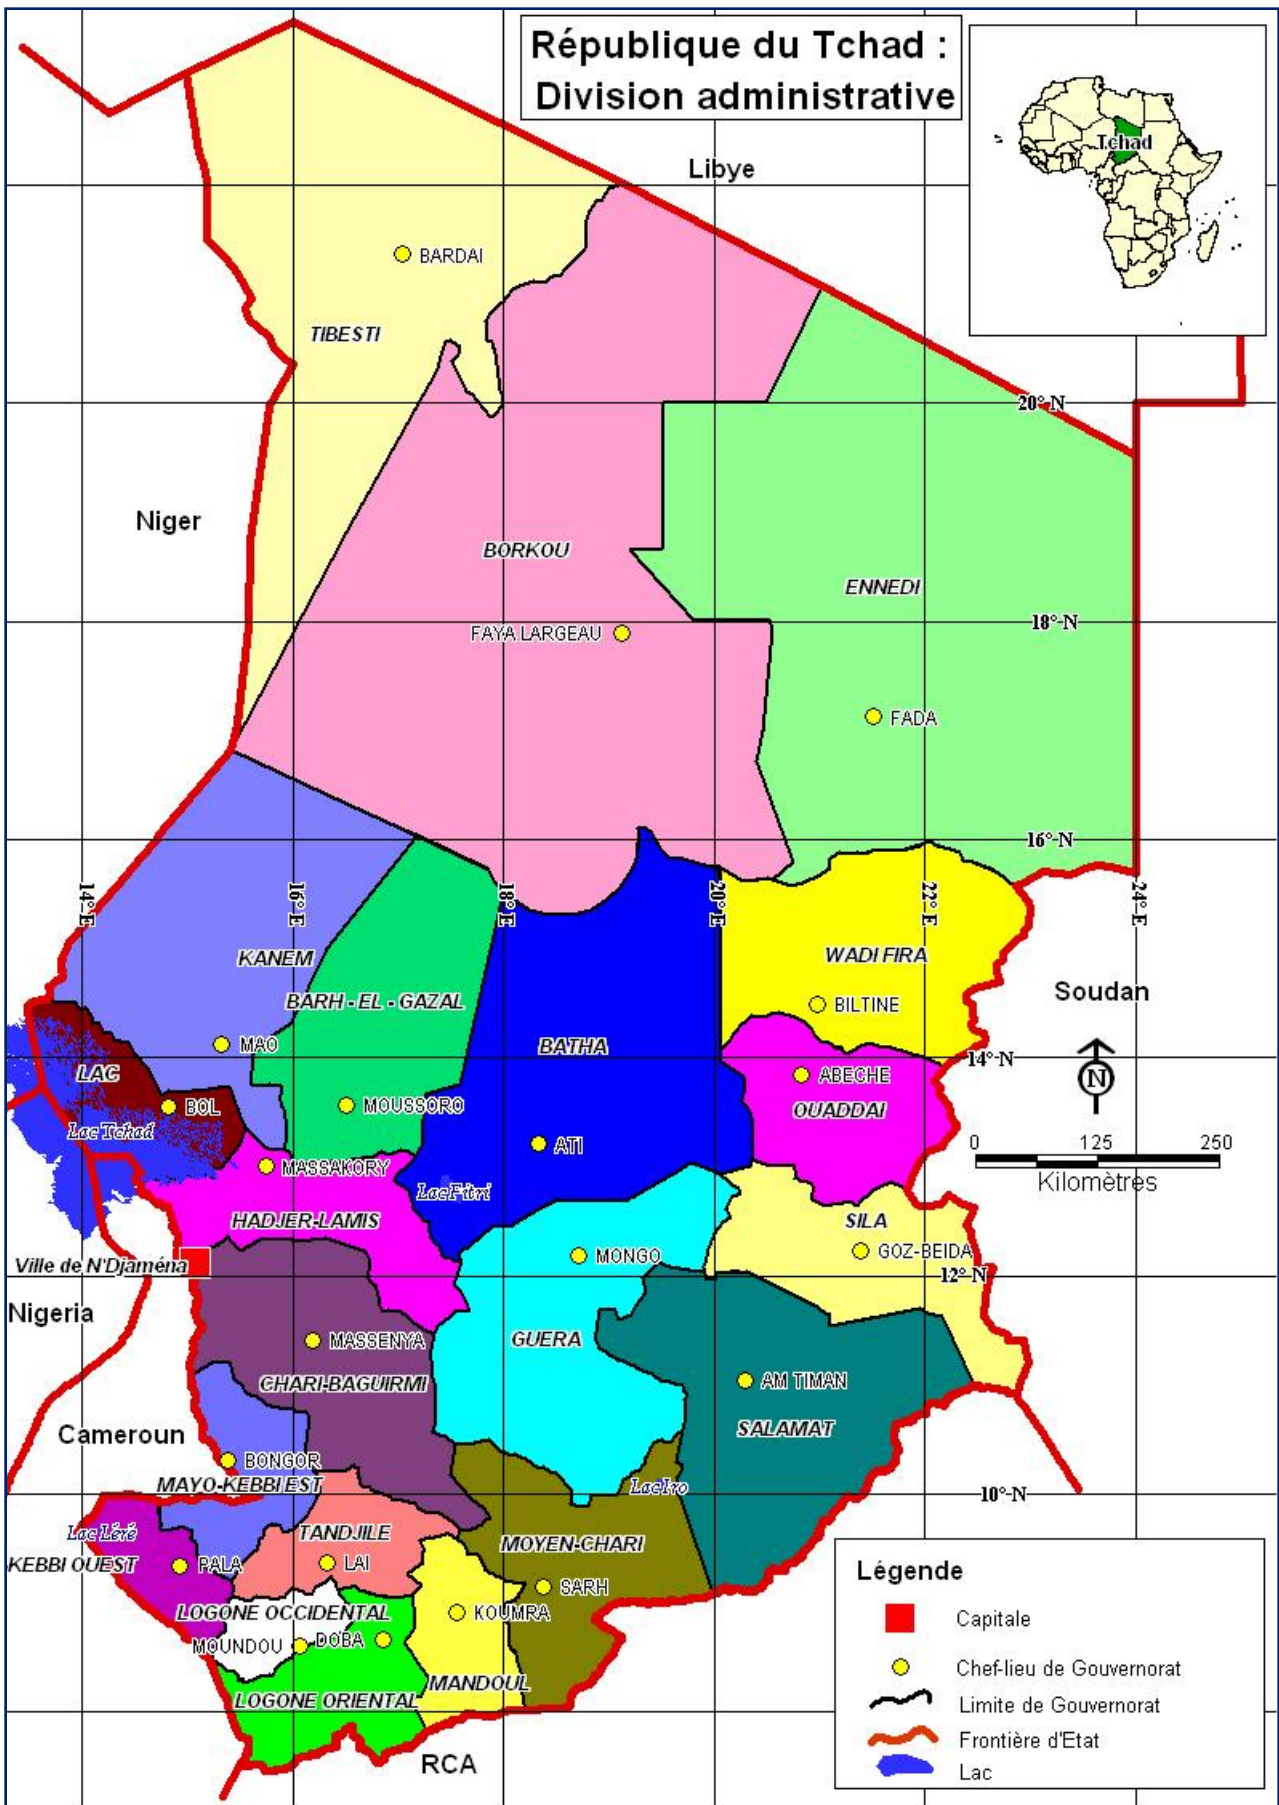 République du Tchad :
Division administrative
Tchad
Libye
BARDAI
TIBESTI
20° N
Niger
BORKOU
ENNEDI
18° N
FAYA LARGEAU
FADA
16° N
14° E
16° E
18° E
20° E
22° E
24° E
KANEM
WADI FIRA
BARH - EL - GAZAL
BILTINE
Soudan
MAO
BATHA
14° N
LAC
ABECHE
N
BOL
MOUSSORO
OUADDAI
Lac Tchad
ATI
0 125 250
Kilomètres
MASSAKORY
Lac Fitri
HADJER-LAMIS
SILA
Ville de N'Djaména
MONGO
GOZ-BEIDA
12° N
Nigeria
MASSENYA
GUERA
CHARI-BAGUIRMI
AM TIMAN
SALAMAT
Cameroun
BONGOR
MAYO-KEBBI EST
Lac Iro
10° N
Lac Léré
TANDJILE
MOYEN-CHARI
KEBBI OUEST
PALA
LAI
SARH
LOGONE OCCIDENTAL
KOUMRA
MOUNDOU
DOBA
MANDOUL
LOGONE ORIENTAL
RCA
Légende
Capitale
Chef-lieu de Gouvernorat
Limite de Gouvernorat
Frontière d'Etat
Lac